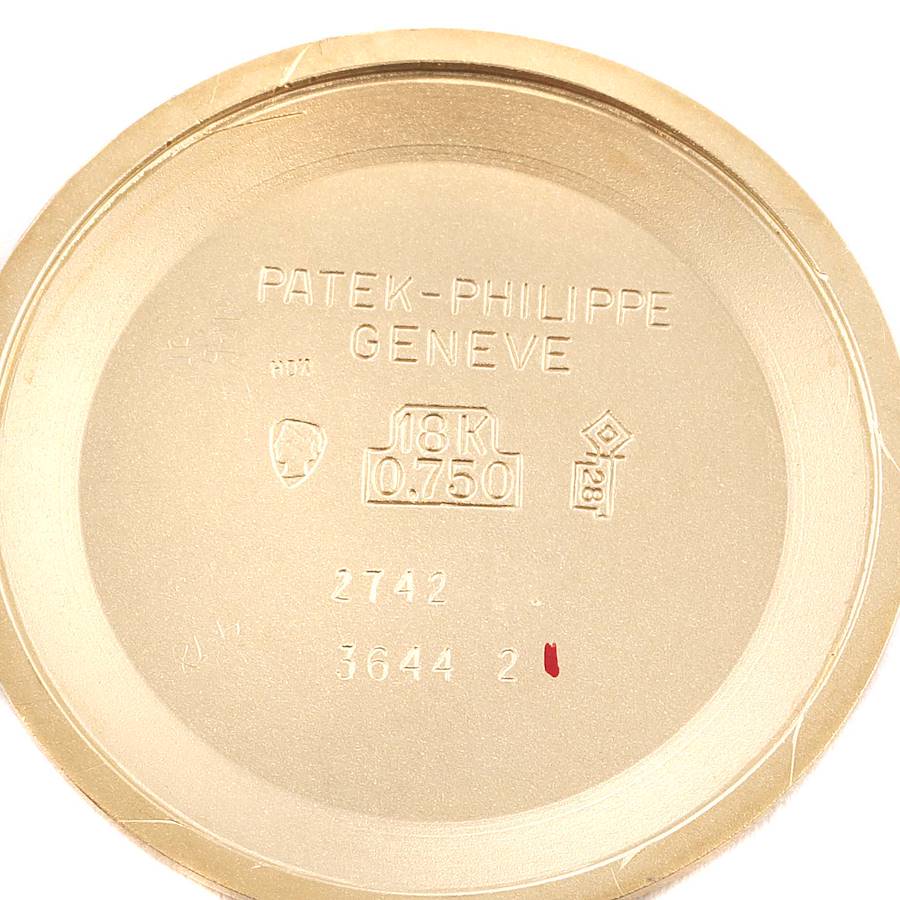 PATEK-PHILIPPE
GENEVE
18K
0.750
28
2742
3644 2